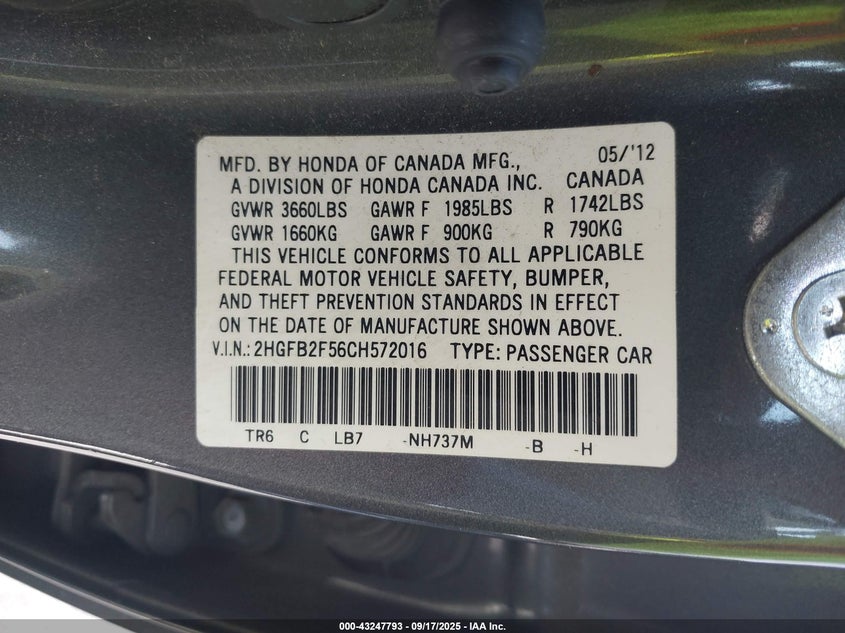 MFD. BY HONDA OF CANADA MFG., 05/'12
A DIVISION OF HONDA CANADA INC. CANADA
GVWR 3660LBS GAWR F 1985LBS R 1742LBS
GVWR 1660KG GAWR F 900KG R 790KG
THIS VEHICLE CONFORMS TO ALL APPLICABLE
FEDERAL MOTOR VEHICLE SAFETY, BUMPER,
AND THEFT PREVENTION STANDARDS IN EFFECT
ON THE DATE OF MANUFACTURE SHOWN ABOVE.
V.I.N.: 2HGFB2F56CH572016 TYPE: PASSENGER CAR
TR6 C LB7 -NH737M -B -H
000-43247793 - 09/17/2025 - IAA Inc.